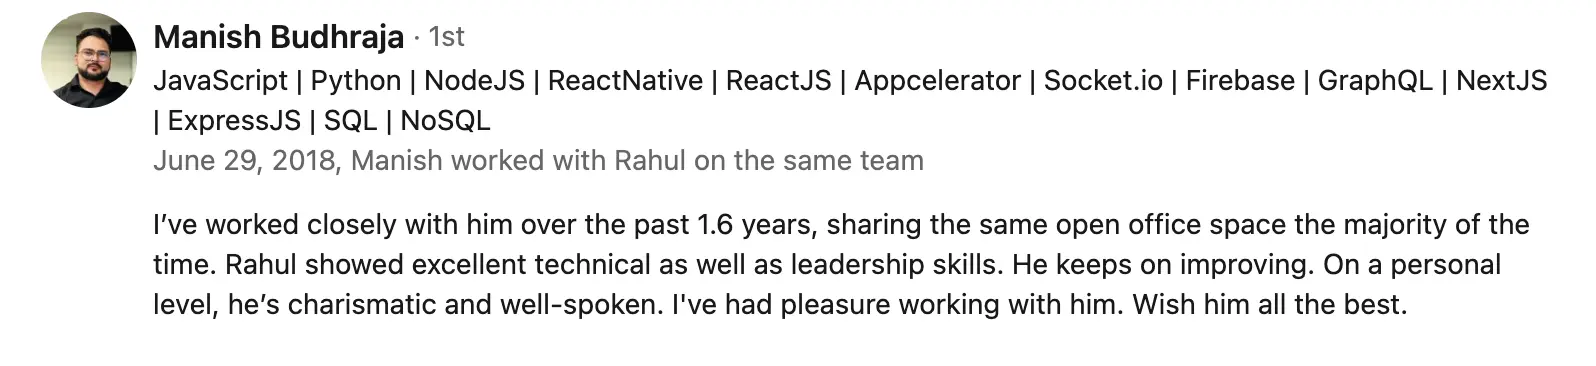 Manish Budhraja · 1st
JavaScript | Python | NodeJS | ReactNative | ReactJS | Appcelerator | Socket.io | Firebase | GraphQL | NextJS
| ExpressJS | SQL | NoSQL
June 29, 2018, Manish worked with Rahul on the same team
I’ve worked closely with him over the past 1.6 years, sharing the same open office space the majority of the
time. Rahul showed excellent technical as well as leadership skills. He keeps on improving. On a personal
level, he’s charismatic and well-spoken. I've had pleasure working with him. Wish him all the best.